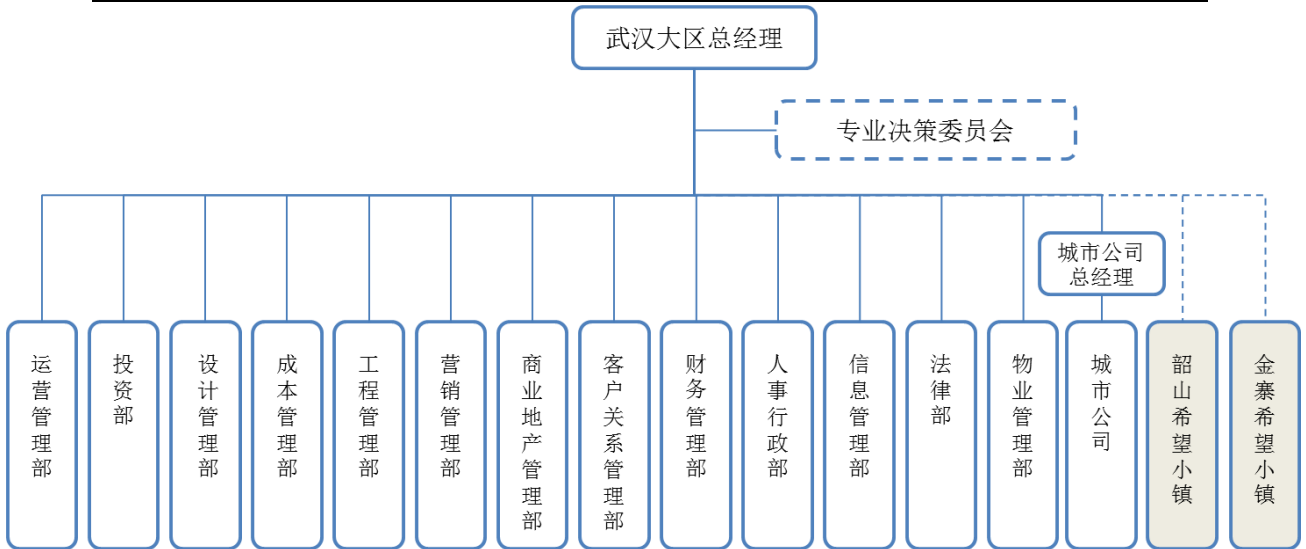 武汉大区总经理
专业决策委员会
城市公司
总经理
运营管理部
投资部
设计管理部
成本管理部
工程管理部
营销管理部
商业地产管理部
客户关系管理部
财务管理部
人事行政部
信息管理部
法律部
物业管理部
城市公司
韶山希望小镇
金寨希望小镇